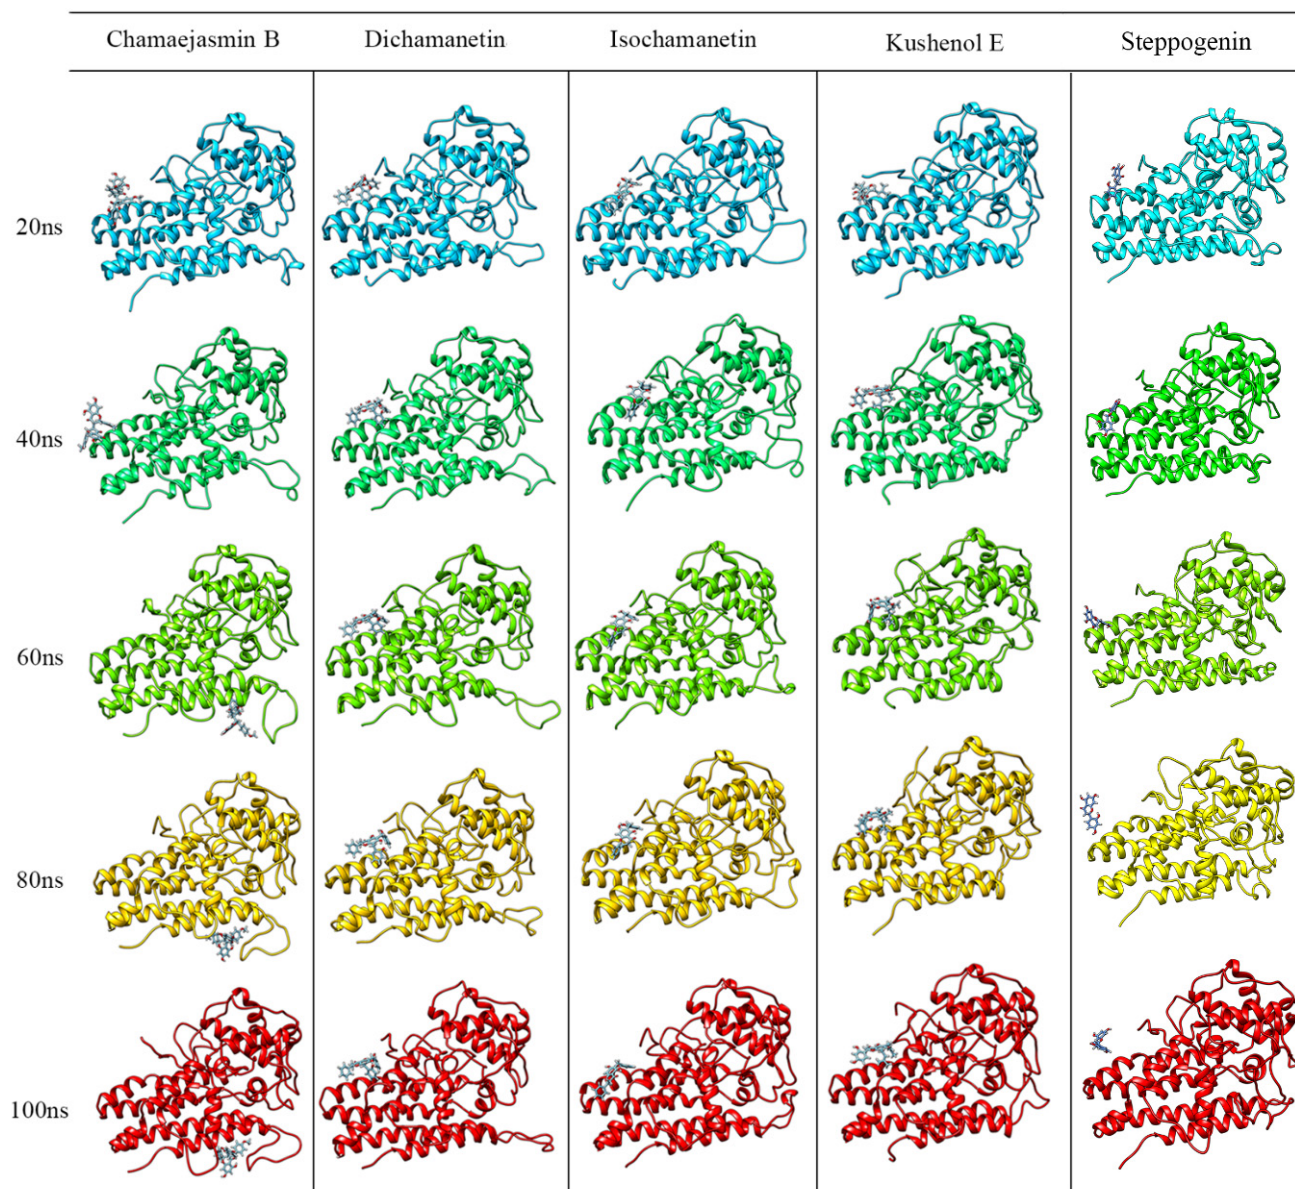 Chamaejasmin B Dichamanetin Isochamanetin Kushenol E Steppogenin
20ns
40ns
60ns
80ns
100ns